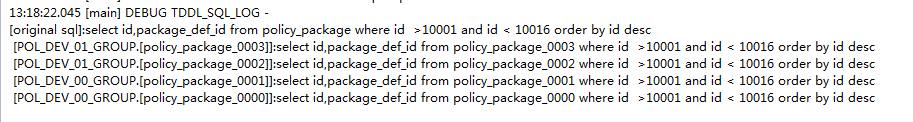 13:18:22.045 [main] DEBUG TDDL_SQL_LOG -
[original sql]:select id,package_def_id from policy_package where id  >10001 and id < 10016 order by id desc
[POL_DEV_01_GROUP.[policy_package_0003]]:select id,package_def_id from policy_package_0003 where id  >10001 and id < 10016 order by id desc
[POL_DEV_01_GROUP.[policy_package_0002]]:select id,package_def_id from policy_package_0002 where id  >10001 and id < 10016 order by id desc
[POL_DEV_00_GROUP.[policy_package_0001]]:select id,package_def_id from policy_package_0001 where id  >10001 and id < 10016 order by id desc
[POL_DEV_00_GROUP.[policy_package_0000]]:select id,package_def_id from policy_package_0000 where id  >10001 and id < 10016 order by id desc